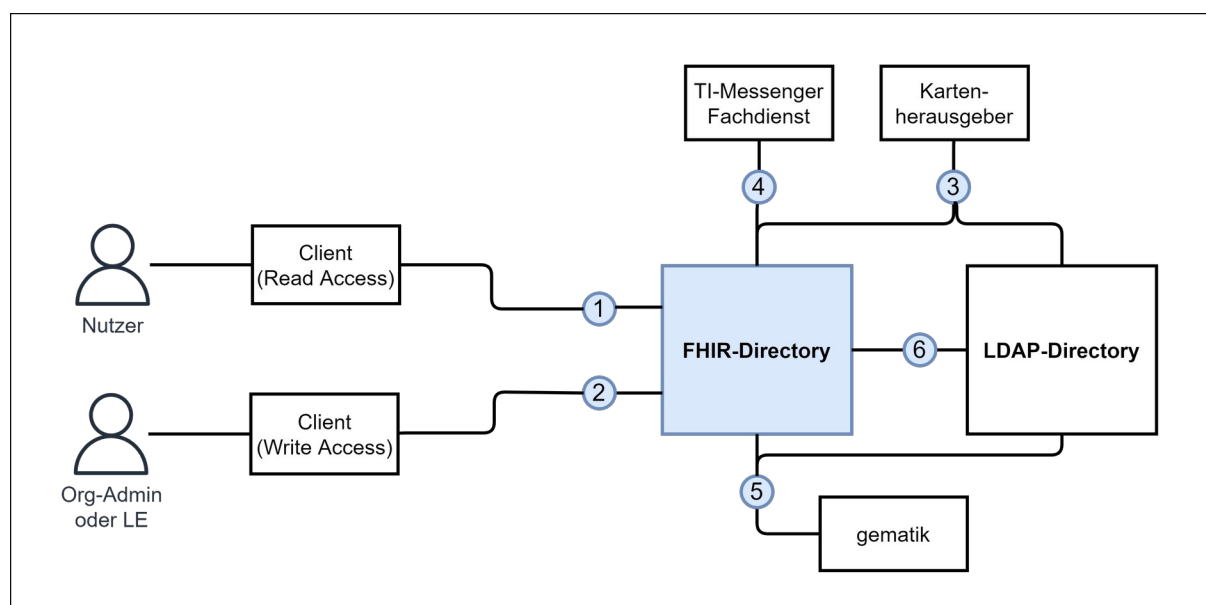 TI-Messenger
Fachdienst
Karten-
herausgeber
4
3
Client
(Read Access)
Nutzer
1
FHIR-Directory
6
LDAP-Directory
2
Client
(Write Access)
Org-Admin
oder LE
5
gematik